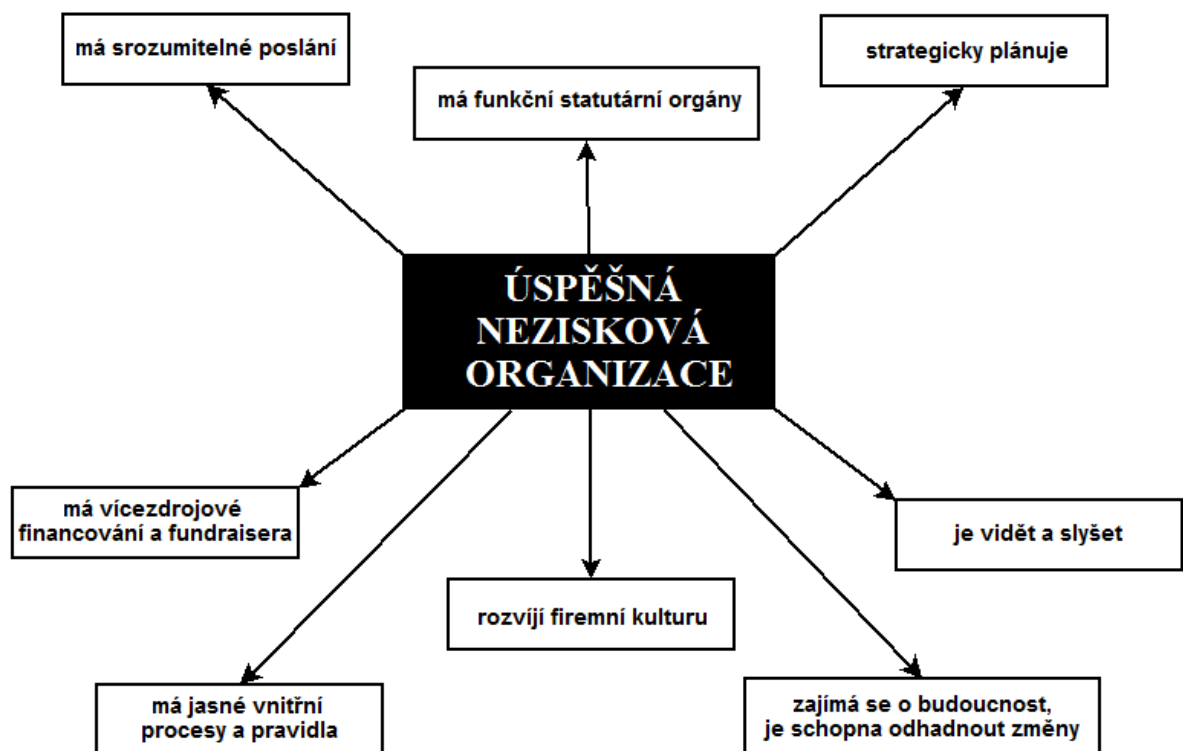 má srozumitelné poslání
má funkční statutární orgány
strategicky plánuje
ÚSPĚŠNÁ
NEZISKOVÁ
ORGANIZACE
má vícezdrojové
financování a fundraisera
je vidět a slyšet
rozvíjí firemní kulturu
má jasné vnitřní
procesy a pravidla
zajímá se o budoucnost,
je schopna odhadnout změny